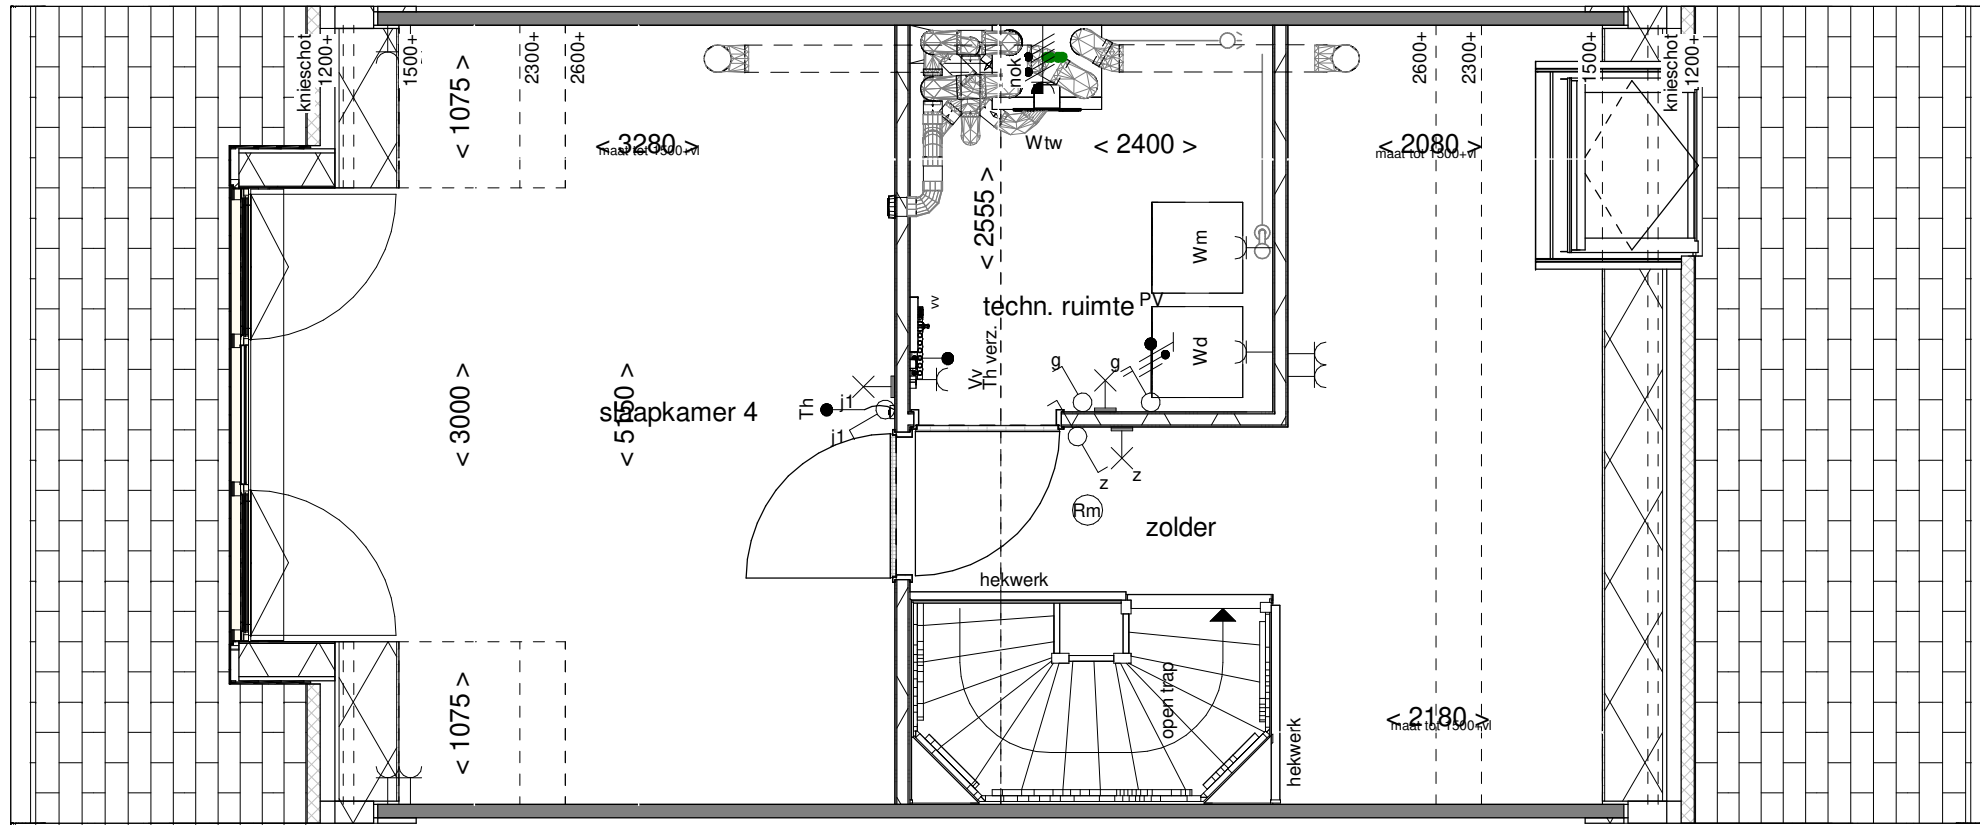 knieschot
1200+
1500+
2300+
2600+
< 1075 >
< 3280 >
maat tot 1500+vl
nok
Wtw
< 2400 >
< 2555 >
2600+
2300+
1500+
knieschot
1200+
< 2080 >
maat tot 1500+vl
Wm
vv
techn. ruimte
PV
Wd
Vv
Th verz.
g
g
< 3000 >
< 5150 >
slaapkamer 4
Th
j1
j1
z
z
Rm
zolder
hekwerk
open trap
hekwerk
< 1075 >
< 2180 >
maat tot 1500+vl